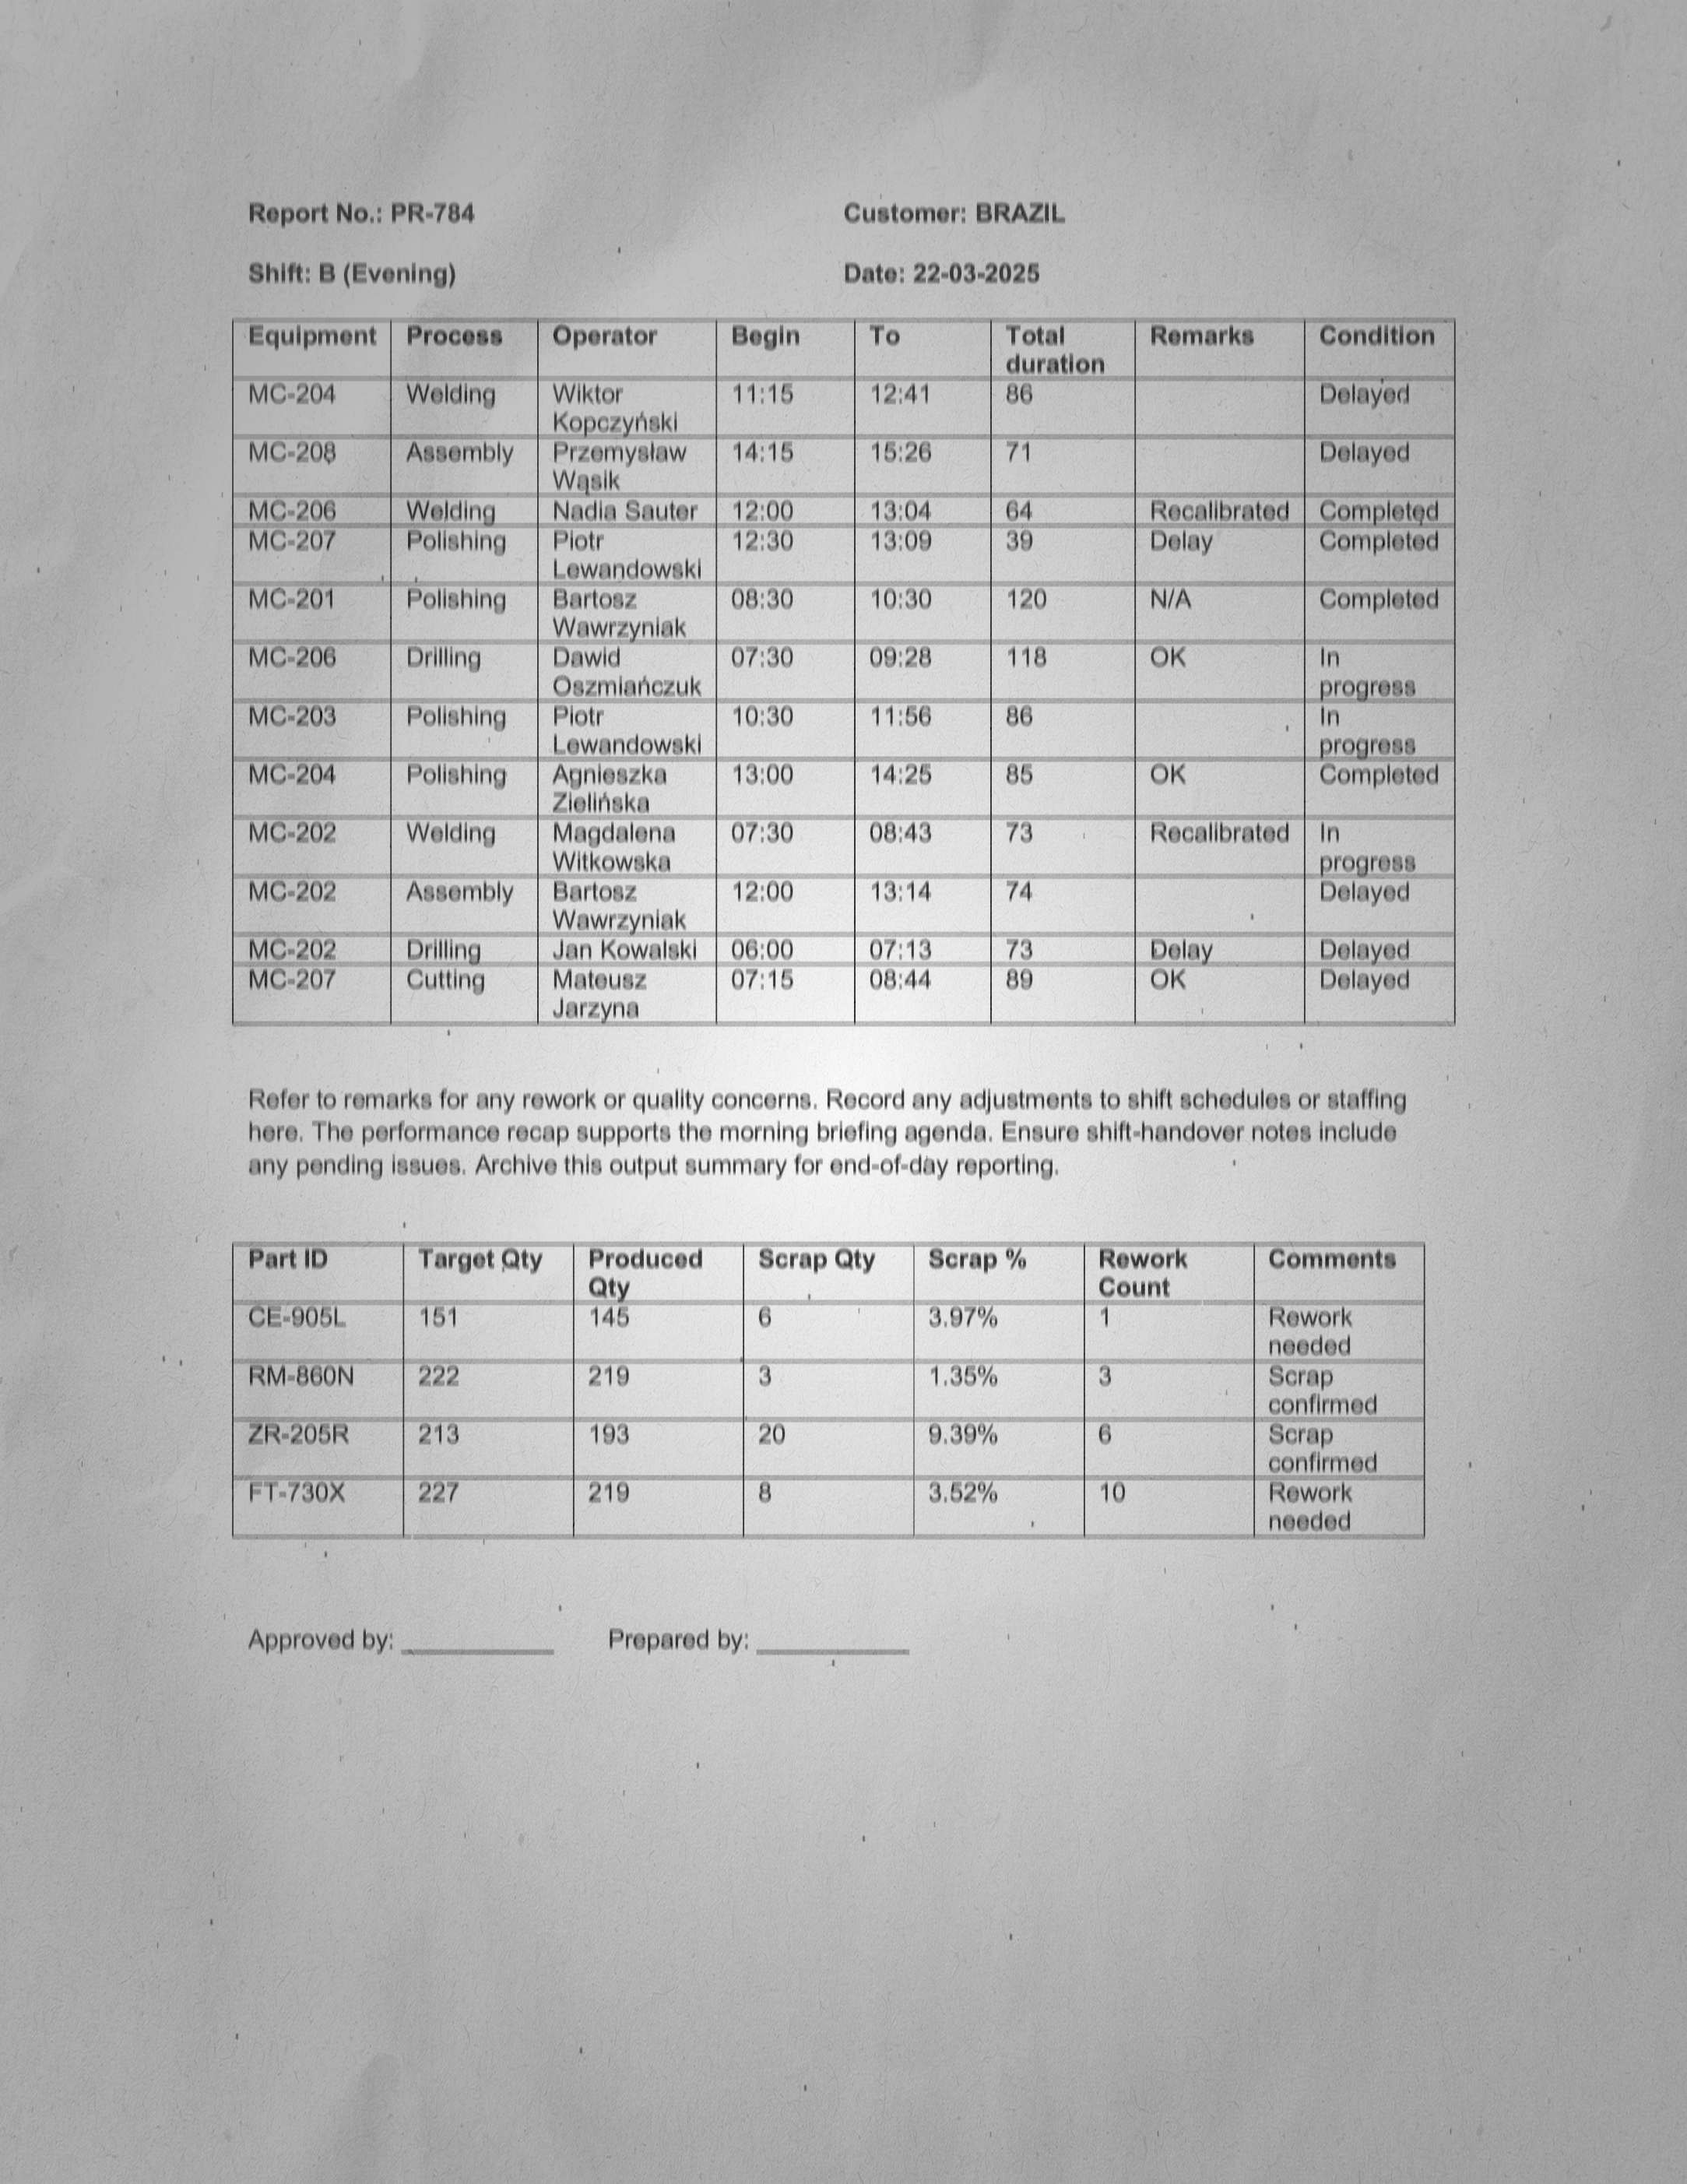 Report No.: PR-784 Customer: BRAZIL
Shift: B (Evening) Date: 22-03-2025
Equipment Process Operator Begin To Total duration Remarks Condition
MC-204 Welding Wiktor Kopczyński 11:15 12:41 86 Delayed
MC-208 Assembly Przemysław Wąsik 14:15 15:26 71 Delayed
MC-206 Welding Nadia Sauter 12:00 13:04 64 Recalibrated Completed
MC-207 Polishing Piotr Lewandowski 12:30 13:09 39 Delay Completed
MC-201 Polishing Bartosz Wawrzyniak 08:30 10:30 120 N/A Completed
MC-206 Drilling Dawid Oszmiańczuk 07:30 09:28 118 OK In progress
MC-203 Polishing Piotr Lewandowski 10:30 11:56 86 In progress
MC-204 Polishing Agnieszka Zielińska 13:00 14:25 85 OK Completed
MC-202 Welding Magdalena Witkowska 07:30 08:43 73 Recalibrated In progress
MC-202 Assembly Bartosz Wawrzyniak 12:00 13:14 74 Delayed
MC-202 Drilling Jan Kowalski 06:00 07:13 73 Delay Delayed
MC-207 Cutting Mateusz Jarzyna 07:15 08:44 89 OK Delayed
Refer to remarks for any rework or quality concerns. Record any adjustments to shift schedules or staffing
here. The performance recap supports the morning briefing agenda. Ensure shift-handover notes include
any pending issues. Archive this output summary for end-of-day reporting.
Part ID Target Qty Produced Qty Scrap Qty Scrap % Rework Count Comments
CE-905L 151 145 6 3.97% 1 Rework needed
RM-860N 222 219 3 1.35% 3 Scrap confirmed
ZR-205R 213 193 20 9.39% 6 Scrap confirmed
FT-730X 227 219 8 3.52% 10 Rework needed
Approved by: ___________ Prepared by: ___________